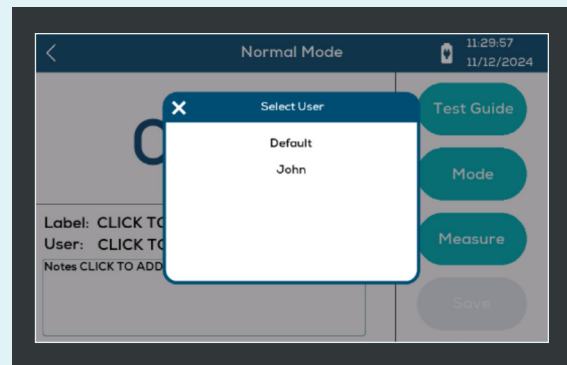 Normal Mode
11:29:57
11/12/2024
Select User
Default
John
Label: CLICK TO
User: CLICK TO
Notes CLICK TO ADD
Test Guide
Mode
Measure
Save